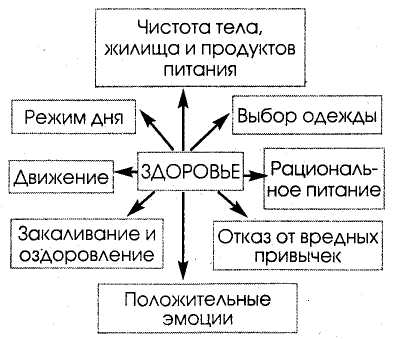 Чистота тела,
жилища и продуктов
питания
Режим дня
Выбор одежды
Движение
ЗДОРОВЬЕ
Рациональ-
ное питание
Закаливание и
оздоровление
Отказ от вредных
привычек
Положительные
эмоции